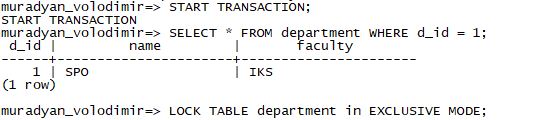 muradyan_volodimir=> START TRANSACTION;
START TRANSACTION
muradyan_volodimir=> SELECT * FROM department WHERE d_id = 1;
 d_id |         name         |       faculty
------+----------------------+----------------------
    1 | SPO                  | IKS
(1 row)
muradyan_volodimir=> LOCK TABLE department in EXCLUSIVE MODE;